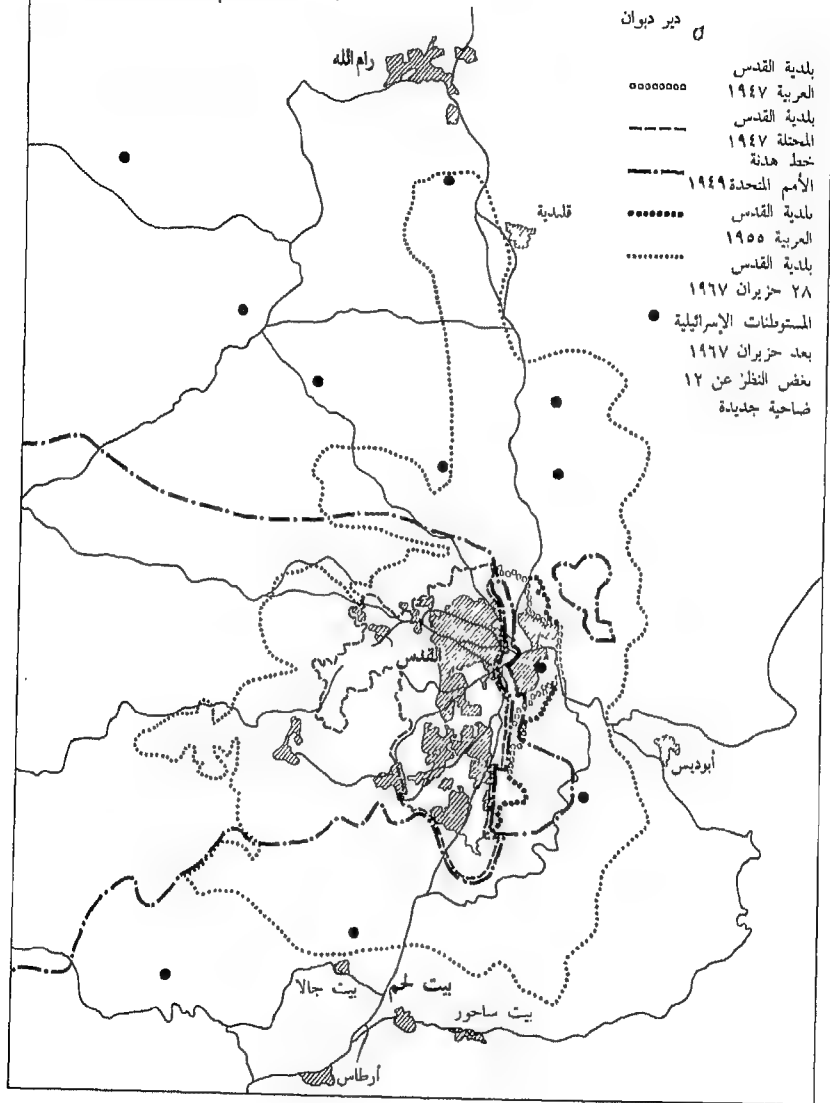 دير دبوان
بلدية القدس
العربية ١٩٤٧
بلدية القدس
المحتلة ١٩٤٧
خط هدنة
الأمم المتحدة ١٩٤٩
بلدية القدس
العربية ١٩٥٥
بلدية القدس
٢٨ حزيران ١٩٦٧
المستوطنات الإسرائيلية
بعد حزيران ١٩٦٧
بغض النظر عن ١٢
ضاحية جديدة
رام الله
قلندية
القدس
أبوديس
بيت جالا
بيت لحم
بيت ساحور
أرطاس